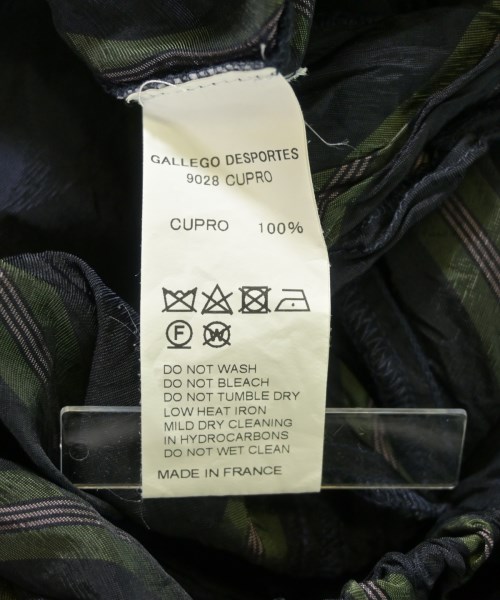 GALLEGO DESPORTES
9028 CUPRO
CUPRO 100%
F W
DO NOT WASH
DO NOT BLEACH
DO NOT TUMBLE DRY
LOW HEAT IRON
MILD DRY CLEANING
IN HYDROCARBONS
DO NOT WET CLEAN
MADE IN FRANCE